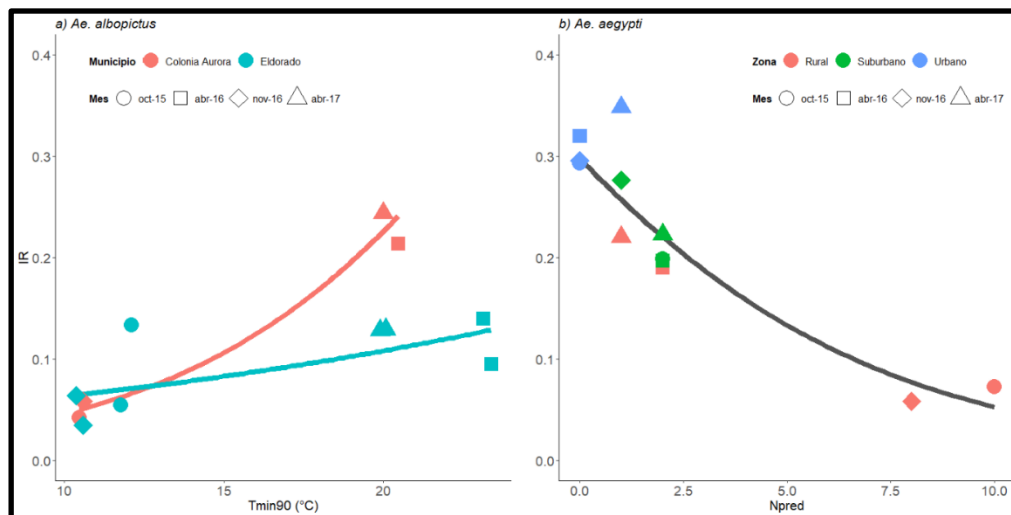 a) Ae. albopictus
Municipio Colonia Aurora Eldorado
Mes oct-15 abr-16 nov-16 abr-17
0.4
0.3
0.2
0.1
0.0
IR
10 15 20
Tmin90 (°C)
b) Ae. aegypti
Zona Rural Suburbano Urbano
Mes oct-15 abr-16 nov-16 abr-17
0.4
0.3
0.2
0.1
0.0
0.0 2.5 5.0 7.5 10.0
Npred